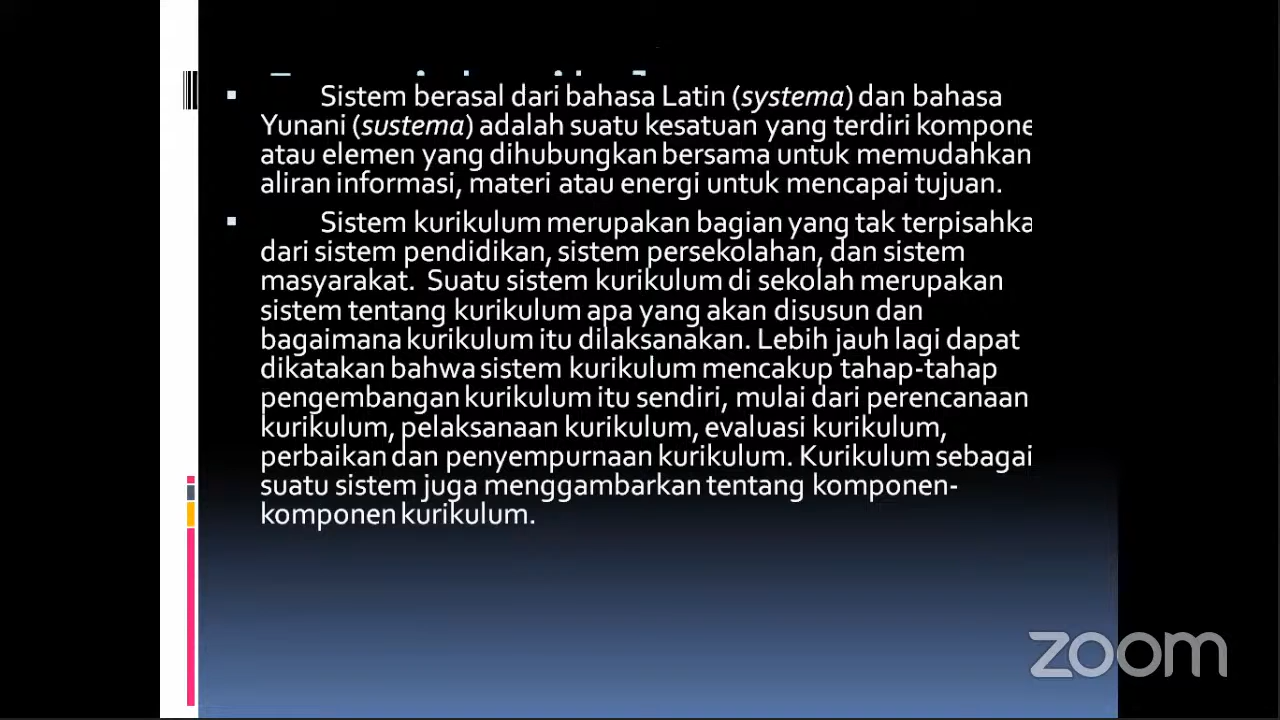 Sistem berasal dari bahasa Latin (systema) dan bahasa
Yunani (sustema) adalah suatu kesatuan yang terdiri kompone
atau elemen yang dihubungkan bersama untuk memudahkan
aliran informasi, materi atau energi untuk mencapai tujuan.
Sistem kurikulum merupakan bagian yang tak terpisahka
dari sistem pendidikan, sistem persekolahan, dan sistem
masyarakat. Suatu sistem kurikulum di sekolah merupakan
sistem tentang kurikulum apa yang akan disusun dan
bagaimana kurikulum itu dilaksanakan. Lebih jauh lagi dapat
dikatakan bahwa sistem kurikulum mencakup tahap-tahap
pengembangan kurikulum itu sendiri, mulai dari perencanaan
kurikulum, pelaksanaan kurikulum, evaluasi kurikulum,
perbaikan dan penyempurnaan kurikulum. Kurikulum sebagai
suatu sistem juga menggambarkan tentang komponen-
komponen kurikulum.
zoom